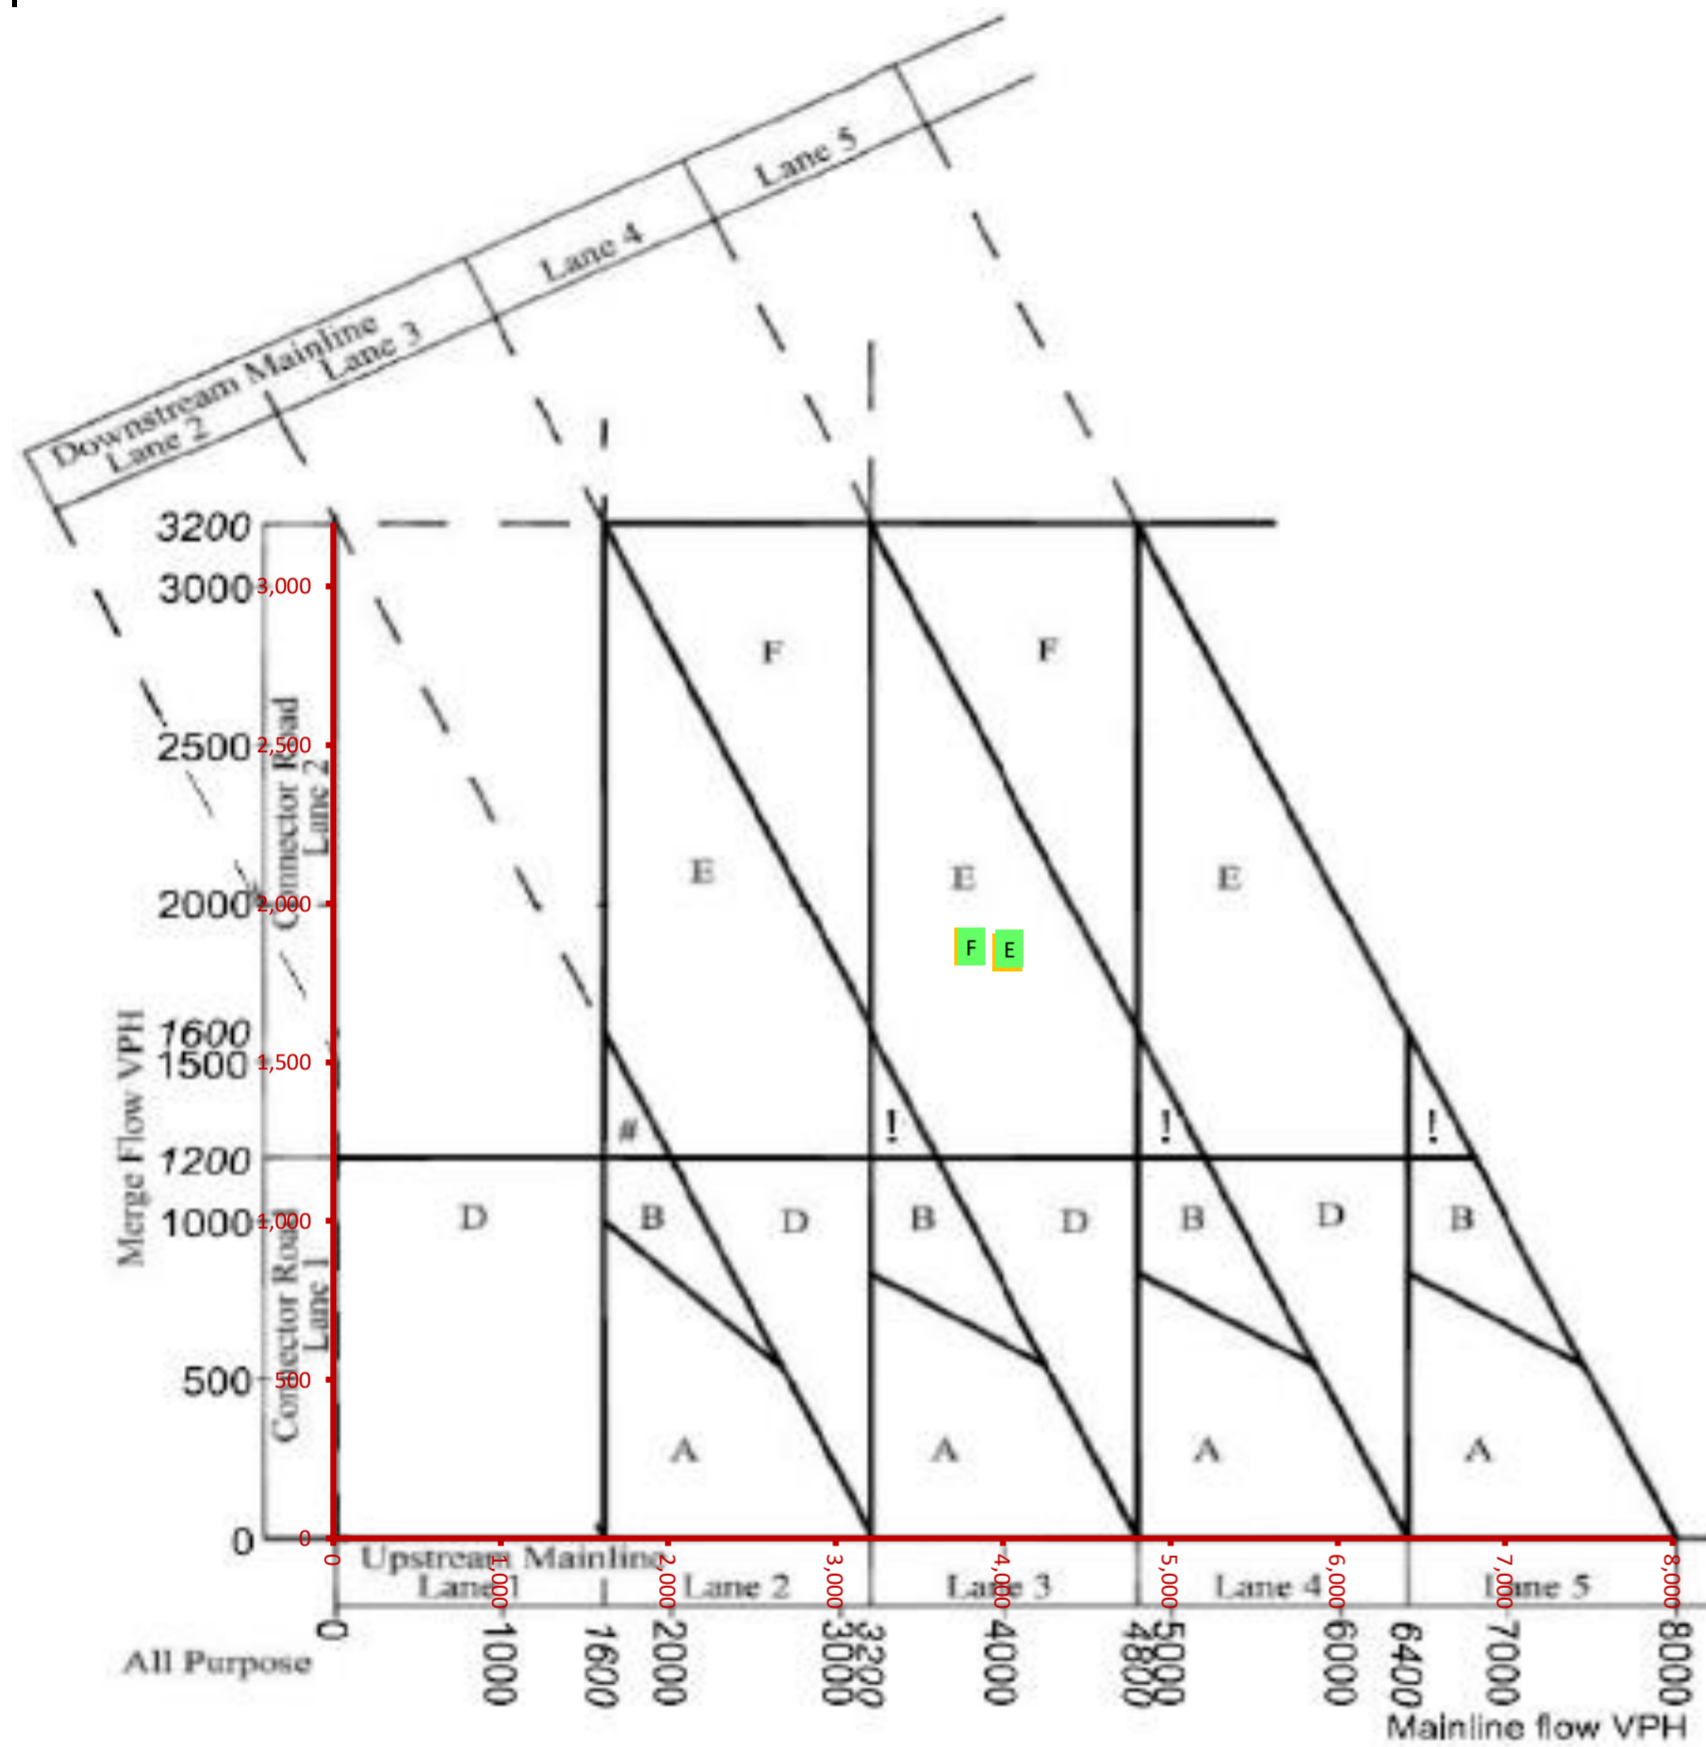 Lane 5
Lane 4
Downstream Mainline
Lane 3
Lane 2
3200
3000
3,000
F
F
2500
2,500
Connector Road
Lane 2
E
E
E
2000
2,000
F
E
Merge Flow VPH
1600
1500
1,500
#
!
!
!
1200
1000
1,000
D
B
D
B
D
B
D
B
Connector Road
Lane 1
500
500
A
A
A
A
0
0
0
1,000
2,000
3,000
4,000
5,000
6,000
7,000
8,000
Upstream Mainline
Lane 1
Lane 2
Lane 3
Lane 4
Lane 5
All Purpose
0
1000
1600
2000
3000
3200
4000
4800
5000
6000
6400
7000
8000
Mainline flow VPH